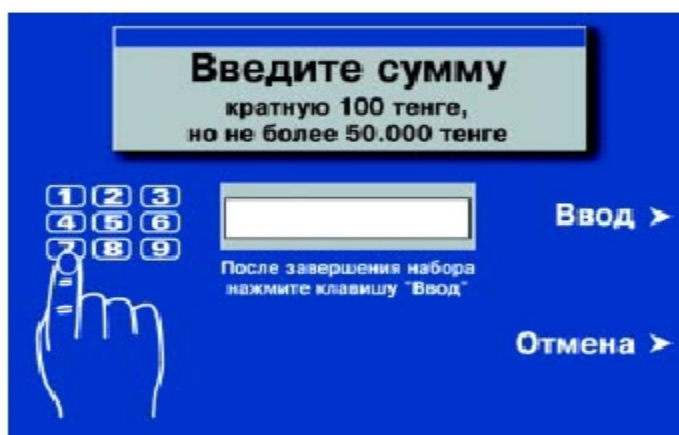 Введите сумму
кратную 100 тенге,
но не более 50.000 тенге
1 2 3
4 5 6
7 8 9
Ввод
После завершения набора
нажмите клавишу "Ввод"
Отмена